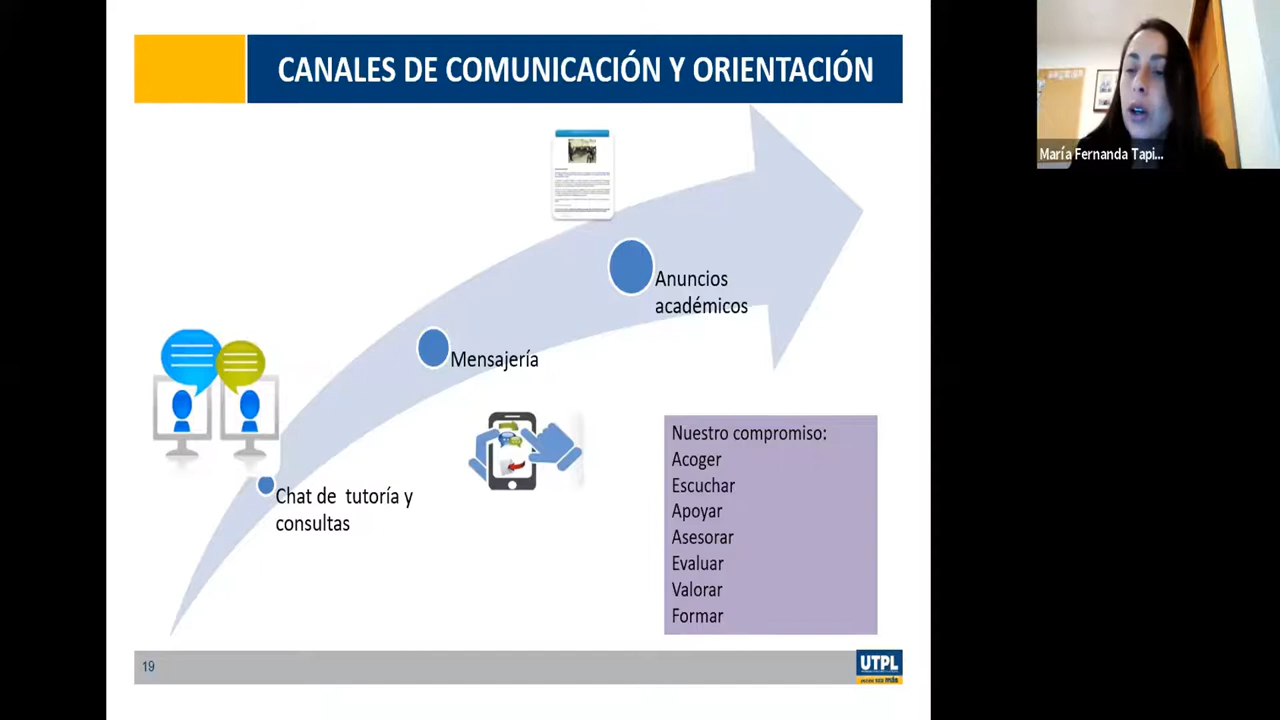 CANALES DE COMUNICACIÓN Y ORIENTACIÓN
María Fernanda Tapi...
Anuncios
académicos
Mensajería
Chat de tutoría y
consultas
Nuestro compromiso:
Acoger
Escuchar
Apoyar
Asesorar
Evaluar
Valorar
Formar
19
UTPL